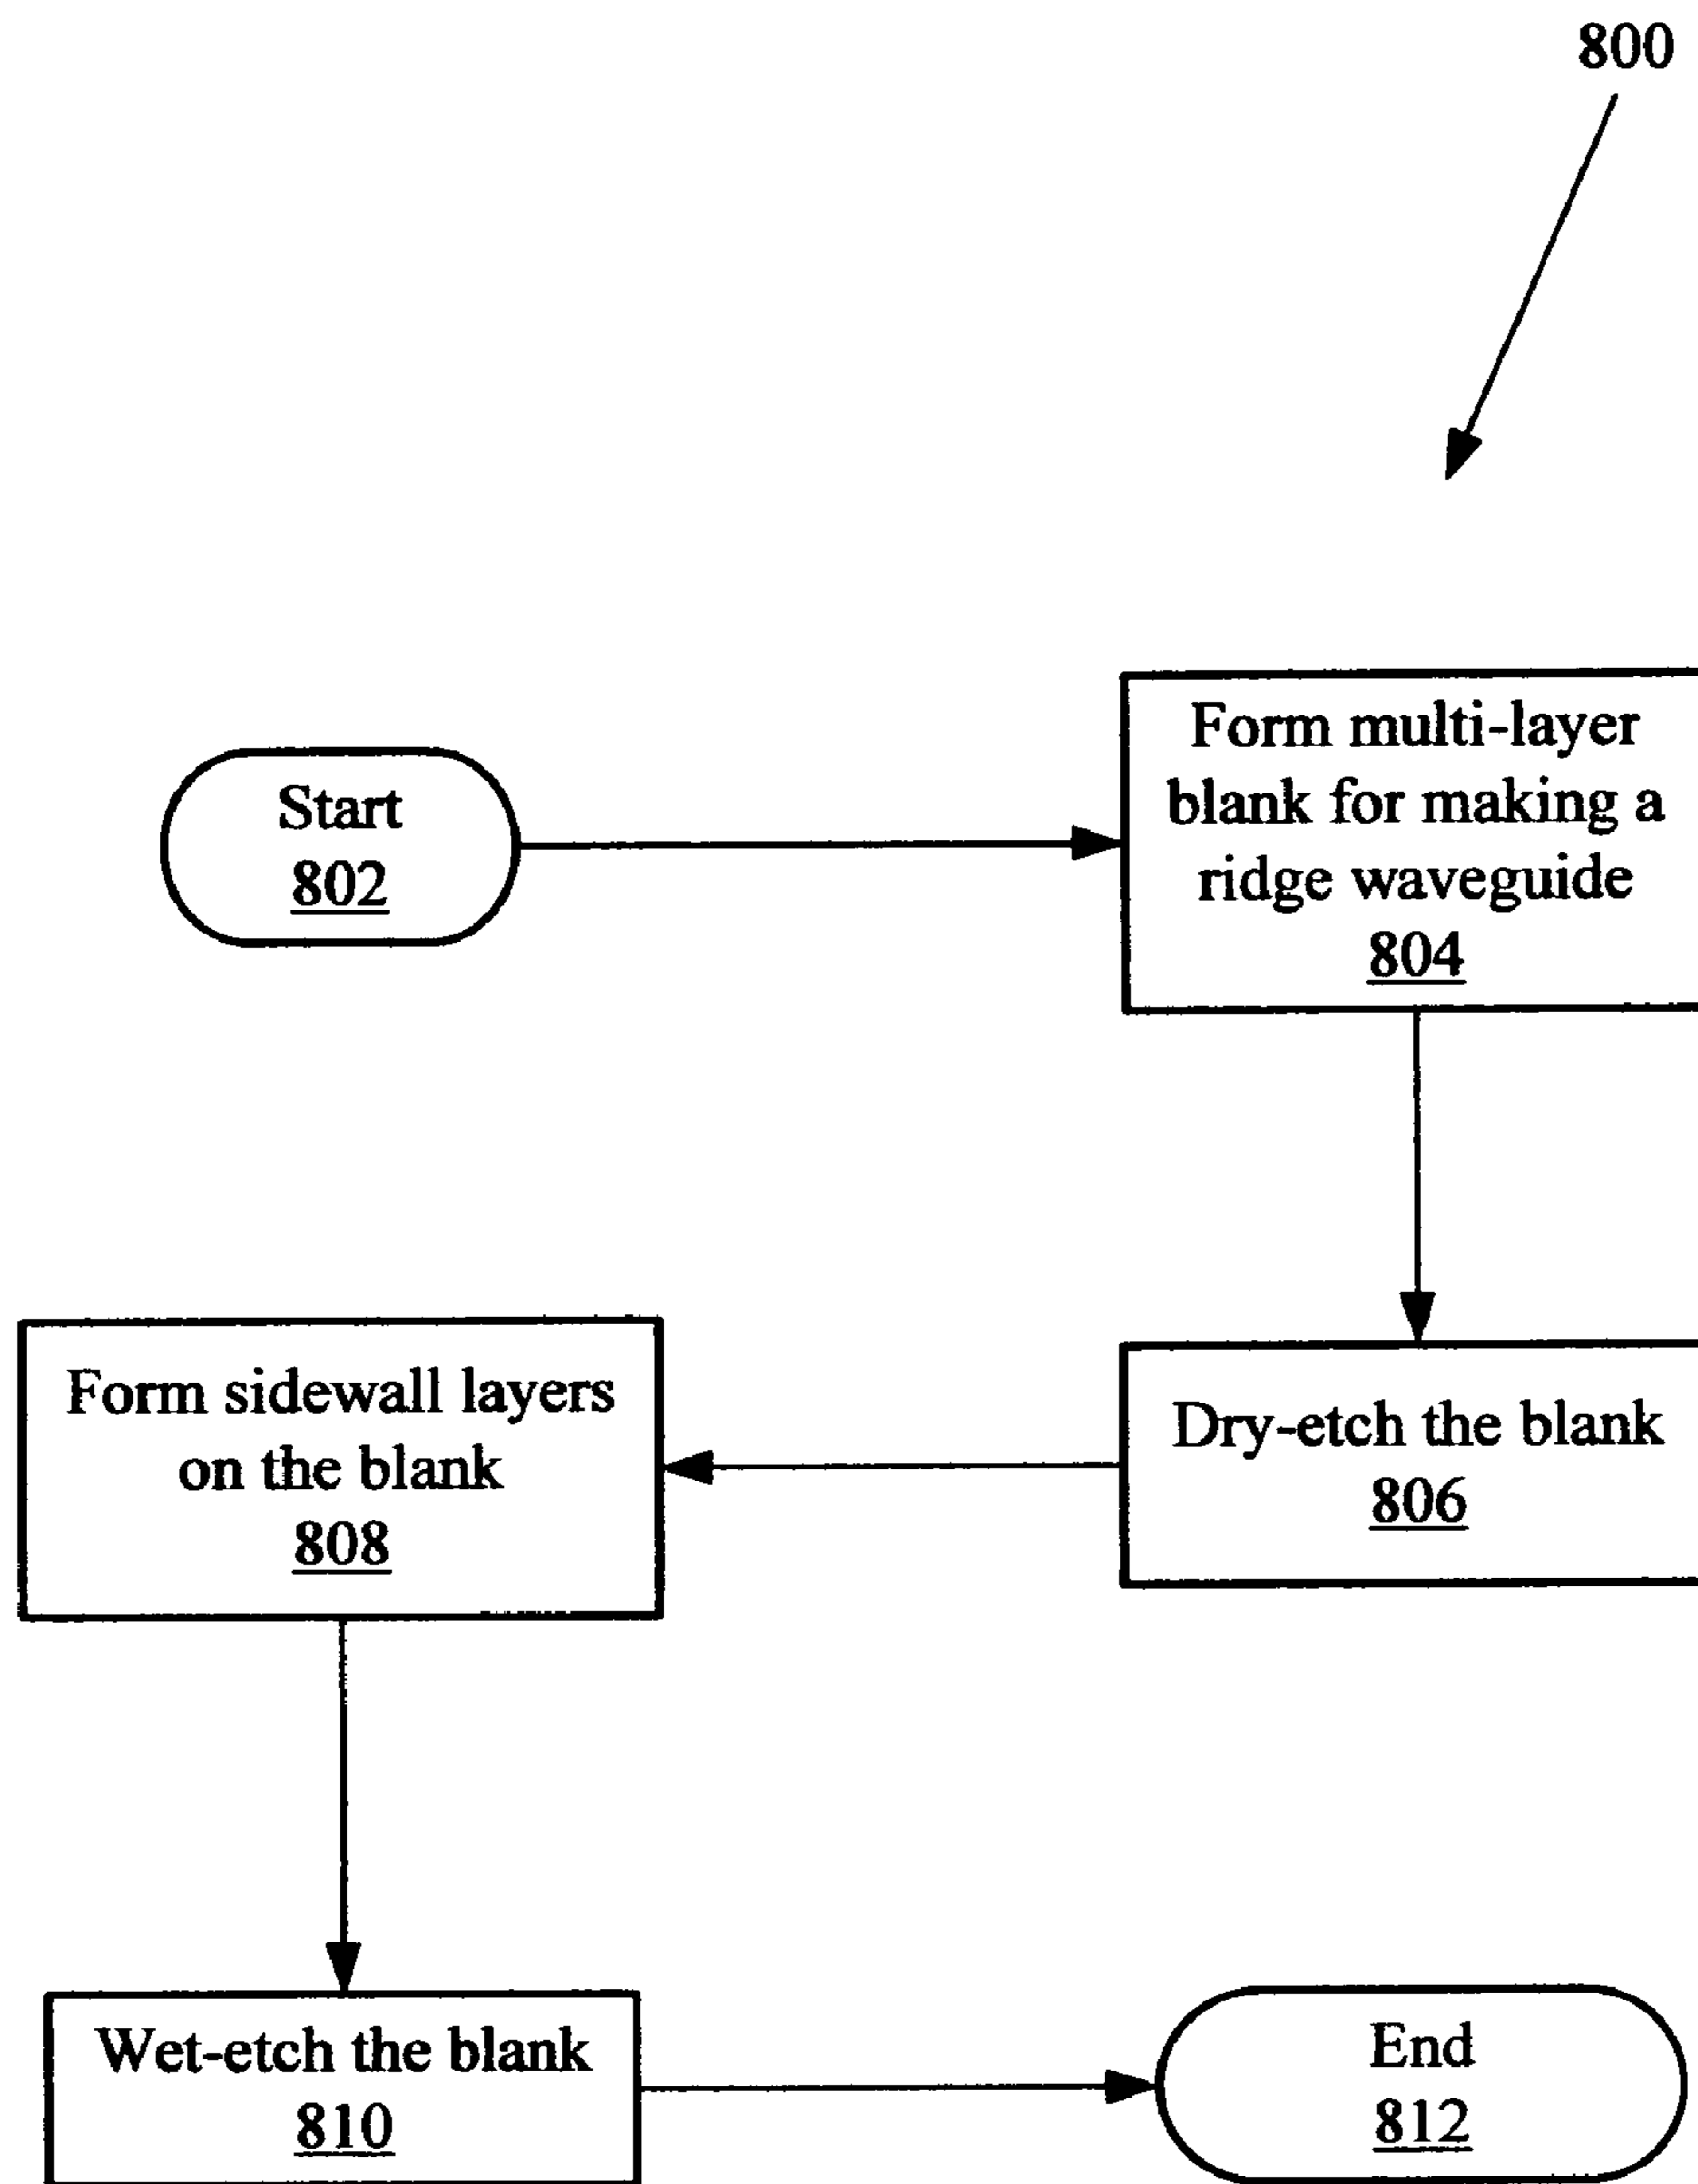 800
Start
802
Form multi-layer
blank for making a
ridge waveguide
804
Dry-etch the blank
806
Form sidewall layers
on the blank
808
Wet-etch the blank
810
End
812